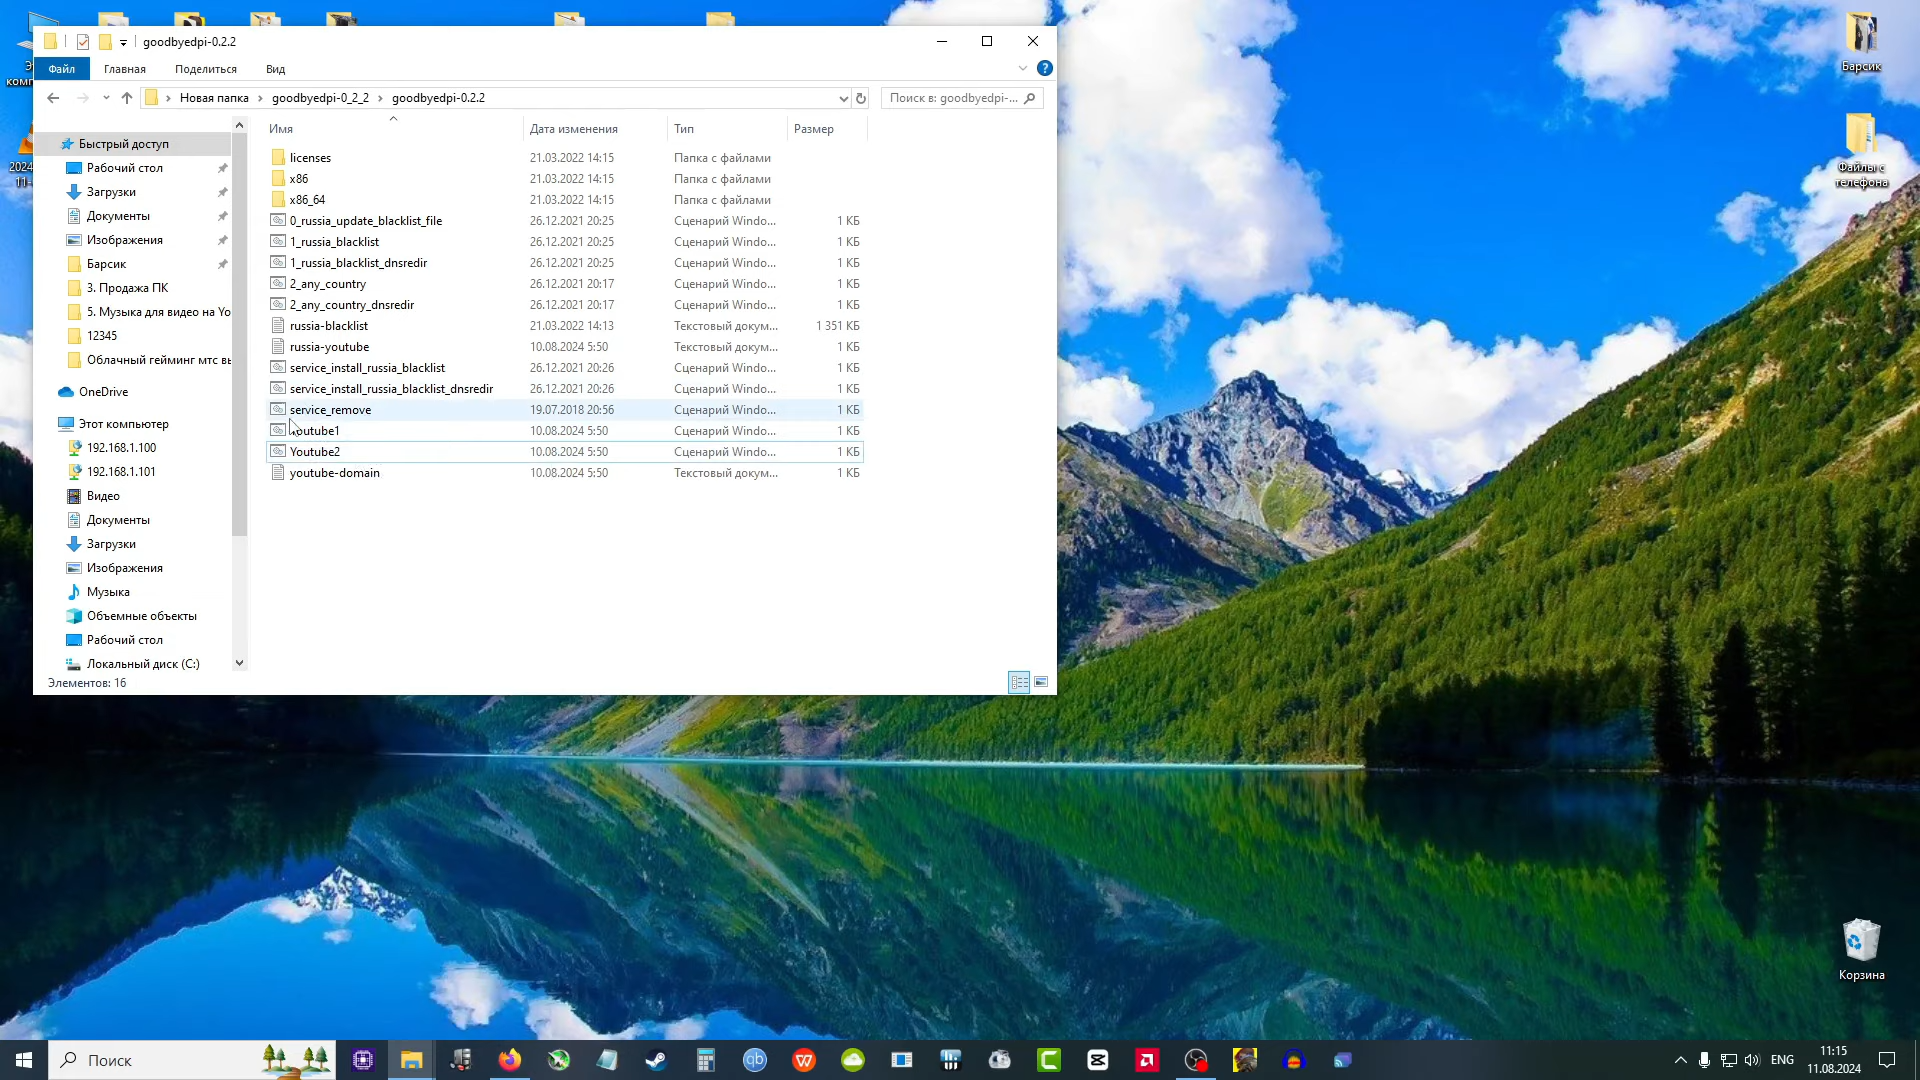 goodbyedpi-0.2.2
Файл
Главная
Поделиться
Вид
Новая папка
goodbyedpi-0_2_2
goodbyedpi-0.2.2
Поиск в: goodbyedpi-...
Имя
Дата изменения
Тип
Размер
Быстрый доступ
Рабочий стол
Загрузки
Документы
Изображения
Барсик
3. Продажа ПК
5. Музыка для видео на Yo
12345
Облачный гейминг мтс вы
OneDrive
Этот компьютер
192.168.1.100
192.168.1.101
Видео
Документы
Загрузки
Изображения
Музыка
Объемные объекты
Рабочий стол
Локальный диск (C:)
licenses 21.03.2022 14:15 Папка с файлами
x86 21.03.2022 14:15 Папка с файлами
x86_64 21.03.2022 14:15 Папка с файлами
0_russia_update_blacklist_file 26.12.2021 20:25 Сценарий Windo... 1 КБ
1_russia_blacklist 26.12.2021 20:25 Сценарий Windo... 1 КБ
1_russia_blacklist_dnsredir 26.12.2021 20:25 Сценарий Windo... 1 КБ
2_any_country 26.12.2021 20:17 Сценарий Windo... 1 КБ
2_any_country_dnsredir 26.12.2021 20:17 Сценарий Windo... 1 КБ
russia-blacklist 21.03.2022 14:13 Текстовый докум... 1 351 КБ
russia-youtube 10.08.2024 5:50 Текстовый докум... 1 КБ
service_install_russia_blacklist 26.12.2021 20:26 Сценарий Windo... 1 КБ
service_install_russia_blacklist_dnsredir 26.12.2021 20:26 Сценарий Windo... 1 КБ
service_remove 19.07.2018 20:56 Сценарий Windo... 1 КБ
outube1 10.08.2024 5:50 Сценарий Windo... 1 КБ
Youtube2 10.08.2024 5:50 Сценарий Windo... 1 КБ
youtube-domain 10.08.2024 5:50 Текстовый докум... 1 КБ
Элементов: 16
Барсик
Файлы с
телефона
Корзина
Поиск
ENG
11:15
11.08.2024